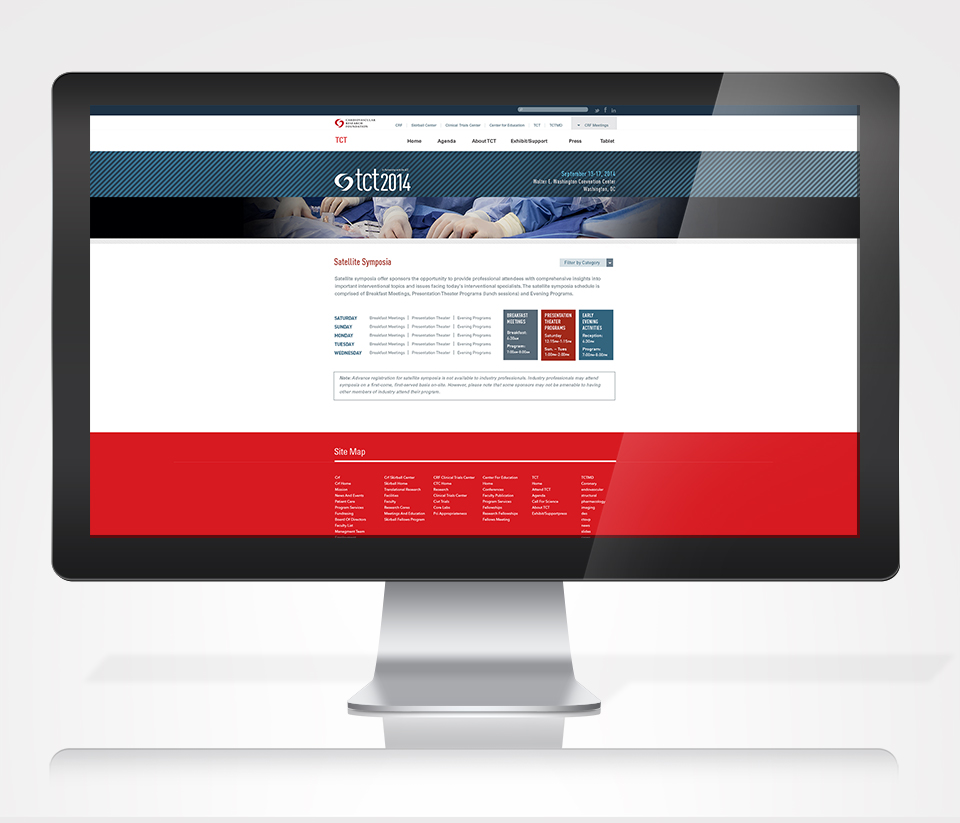 CARDIOVASCULAR
RESEARCH
FOUNDATION
CRF Skirball Center Clinical Trials Center Center for Education TCT TCTMD CRF Meetings
TCT Home Agenda About TCT Exhibit/Support Press Tablet
tct2014
September 13-17, 2014
Walter E. Washington Convention Center
Washington, DC
Satellite Symposia
Filter by Category
Satellite symposia offer sponsors the opportunity to provide professional attendees with comprehensive insights into
important interventional topics and issues facing today's interventional specialists. The satellite symposia schedule is
comprised of Breakfast Meetings, Presentation Theater Programs (lunch sessions) and Evening Programs.
SATURDAY Breakfast Meetings | Presentation Theater | Evening Programs
SUNDAY Breakfast Meetings | Presentation Theater | Evening Programs
MONDAY Breakfast Meetings | Presentation Theater | Evening Programs
TUESDAY Breakfast Meetings | Presentation Theater | Evening Programs
WEDNESDAY Breakfast Meetings | Presentation Theater | Evening Programs
BREAKFAST
MEETINGS
Breakfast:
6:30AM
Program:
7:00AM-8:00AM
PRESENTATION
THEATER
PROGRAMS
Saturday
12:15PM-1:15PM
Sun. – Tues
1:00PM-2:00PM
EARLY
EVENING
ACTIVITIES
Reception:
6:30PM
Program:
7:00PM-8:00PM
Note: Advance registration for satellite symposia is not available to industry professionals. Industry professionals may attend
symposia on a first-come, first-served basis on site. However, please note that some sponsors may not be amenable to having
other members of industry attend their program.
Site Map
Crf
Crf Home
Mission
News And Events
Patient Care
Program Services
Fundraising
Board Of Directors
Faculty List
Managment Team
Crf Skirball Center
Skirball Home
Translational Research
Facilities
Faculty
Research Cores
Meetings And Education
Skirball Fellows Program
CRF Clinical Trials Center
CTC Home
Research
Clinical Trials Center
Core Labs
Pci Appropriateness
Center For Education
Home
Conferences
Faculty Publication
Program Services
Fellowships
Research Fellowships
Fellows Meeting
TCT
Home
Attend TCT
Agenda
Call For Science
About TCT
Exhibit/Supportpress
TCTMD
Coronary
endovascular
structural
pharmacology
imaging
news
slides